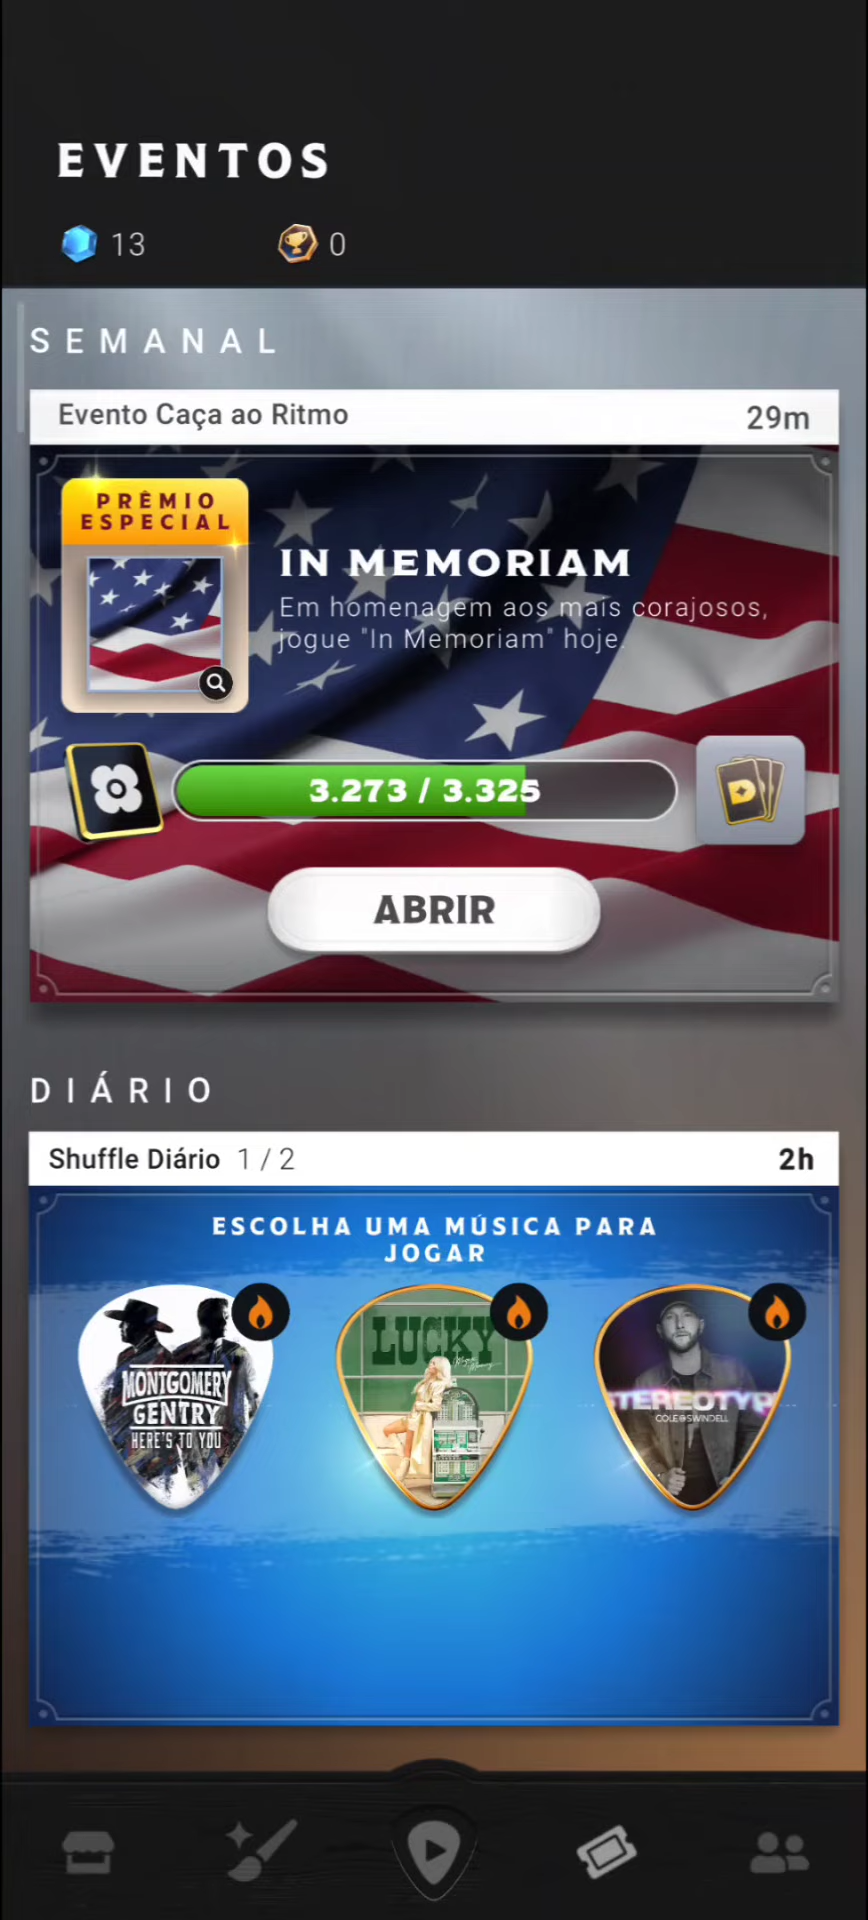 EVENTOS
13
0
SEMANAL
Evento Caça ao Ritmo
29m
PRÊMIO
ESPECIAL
IN MEMORIAM
Em homenagem aos mais corajosos,
jogue "In Memoriam" hoje.
3.273 / 3.325
D
ABRIR
DIÁRIO
Shuffle Diário 1 / 2
2h
ESCOLHA UMA MÚSICA PARA
JOGAR
MONTGOMERY
GENTRY
HERE'S TO YOU
LUCKY
STEREOTYP
COLE SWINDELL